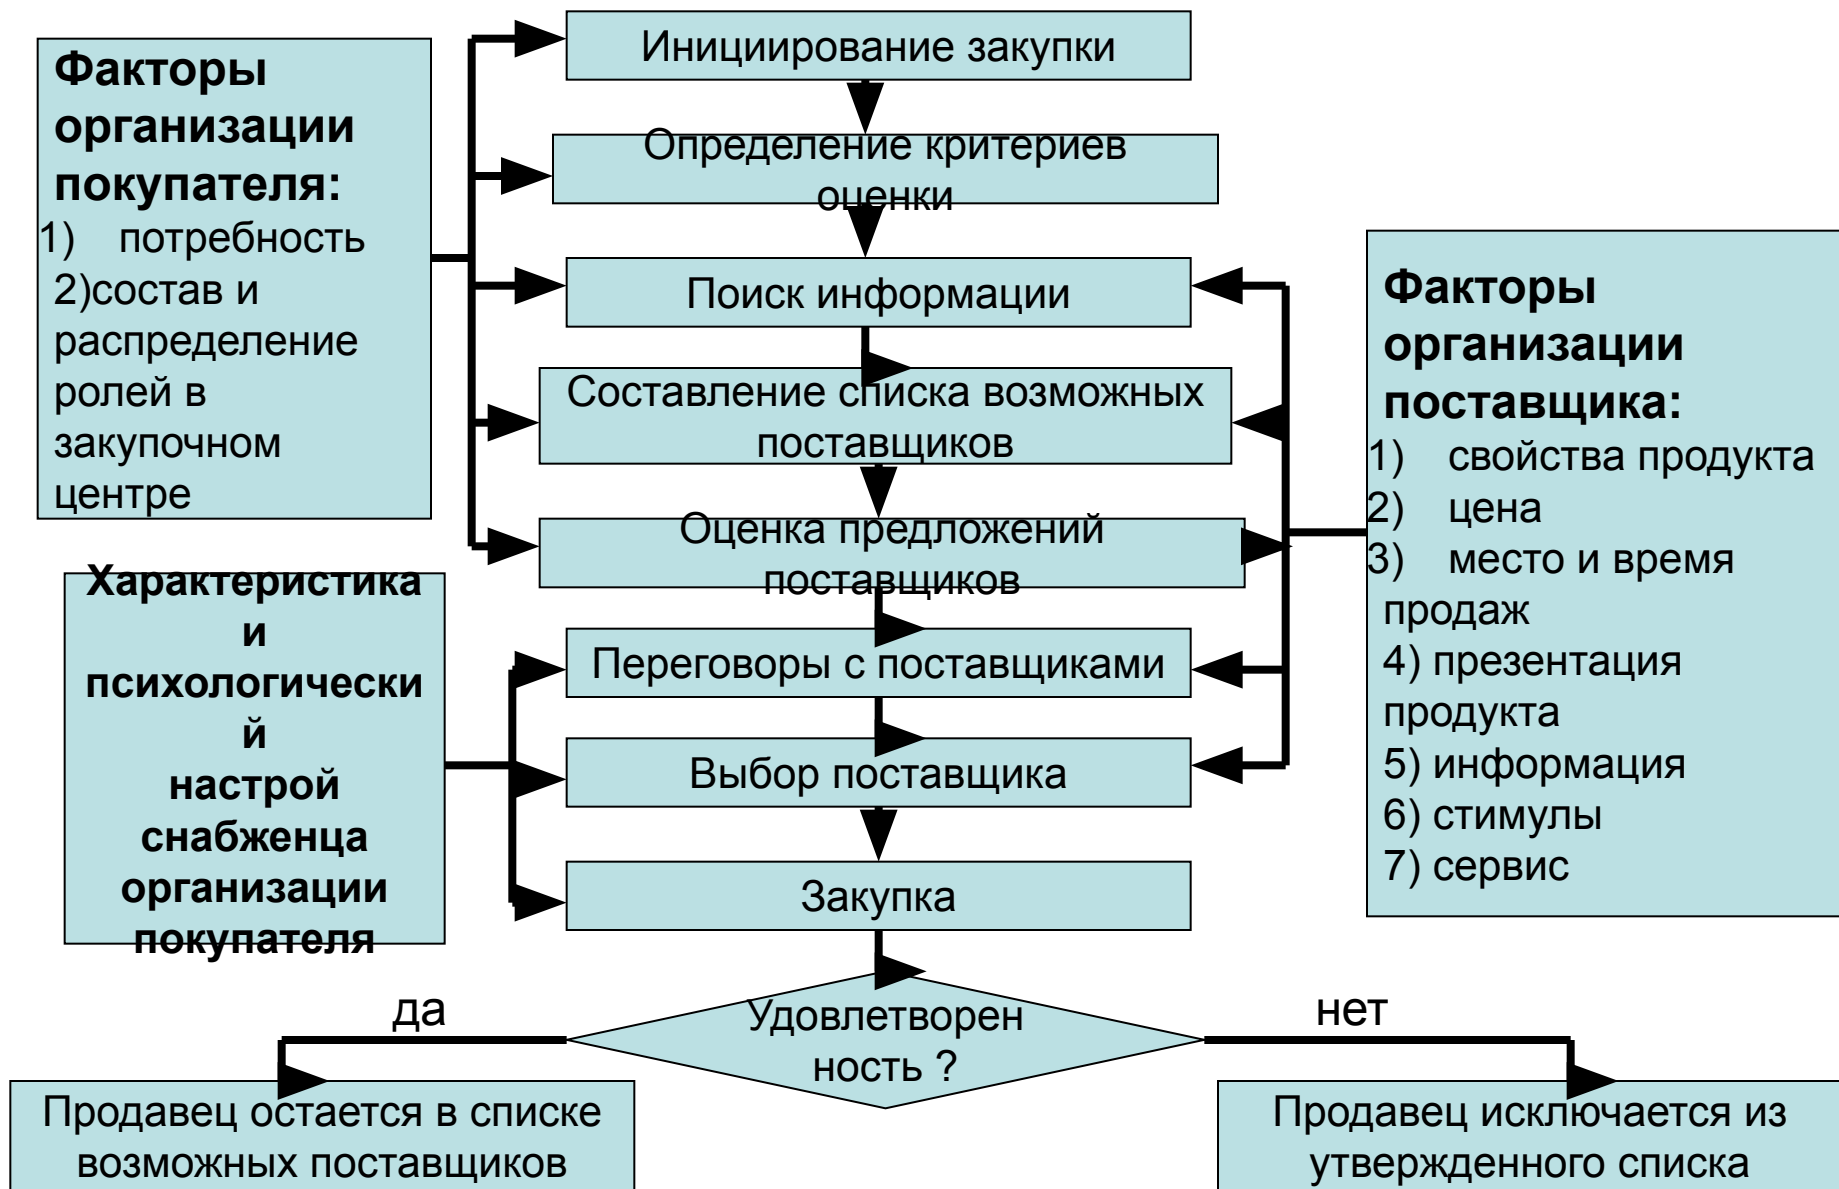 Факторы
организации
покупателя:
1) потребность
2)состав и
распределение
ролей в
закупочном
центре
Характеристика
и
психологически
й
настрой
снабженца
организации
покупателя
Инициирование закупки
Определение критериев
оценки
Поиск информации
Составление списка возможных
поставщиков
Оценка предложений
поставщиков
Переговоры с поставщиками
Выбор поставщика
Закупка
Удовлетворен
ность ?
да
нет
Продавец остается в списке
возможных поставщиков
Продавец исключается из
утвержденного списка
Факторы
организации
поставщика:
1) свойства продукта
2) цена
3) место и время
продаж
4) презентация
продукта
5) информация
6) стимулы
7) сервис